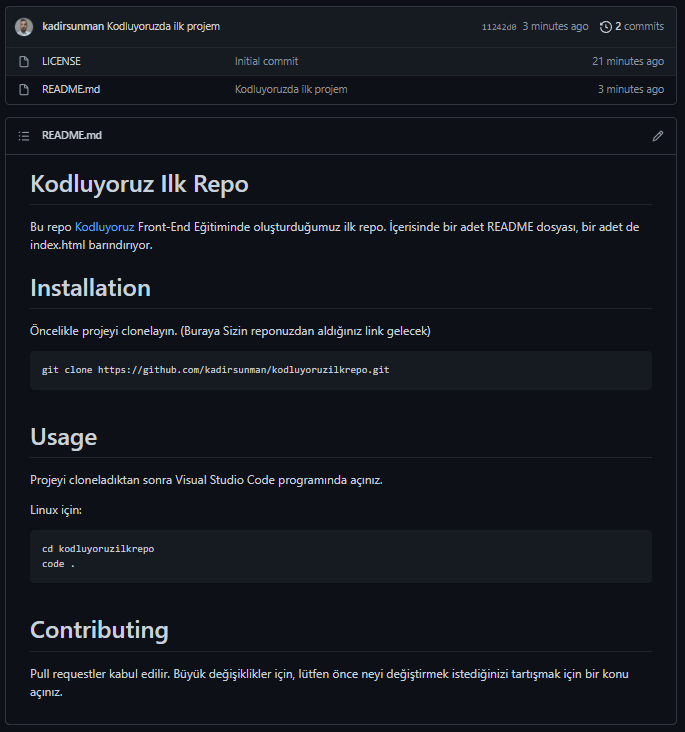 kadirsunman Kodluyoruzda ilk projem 11242d0 3 minutes ago 2 commits
LICENSE Initial commit 21 minutes ago
README.md Kodluyoruzda ilk projem 3 minutes ago
README.md
Kodluyoruz Ilk Repo
Bu repo Kodluyoruz Front-End Eğitiminde oluşturduğumuz ilk repo. İçerisinde bir adet README dosyası, bir adet de
index.html barındırıyor.
Installation
Öncelikle projeyi clonelayın. (Buraya Sizin reponuzdan aldığınız link gelecek)
git clone https://github.com/kadirsunman/kodluyoruzilkrepo.git
Usage
Projeyi cloneladıktan sonra Visual Studio Code programında açınız.
Linux için:
cd kodluyoruzilkrepo
code .
Contributing
Pull requestler kabul edilir. Büyük değişiklikler için, lütfen önce neyi değiştirmek istediğinizi tartışmak için bir konu
açınız.